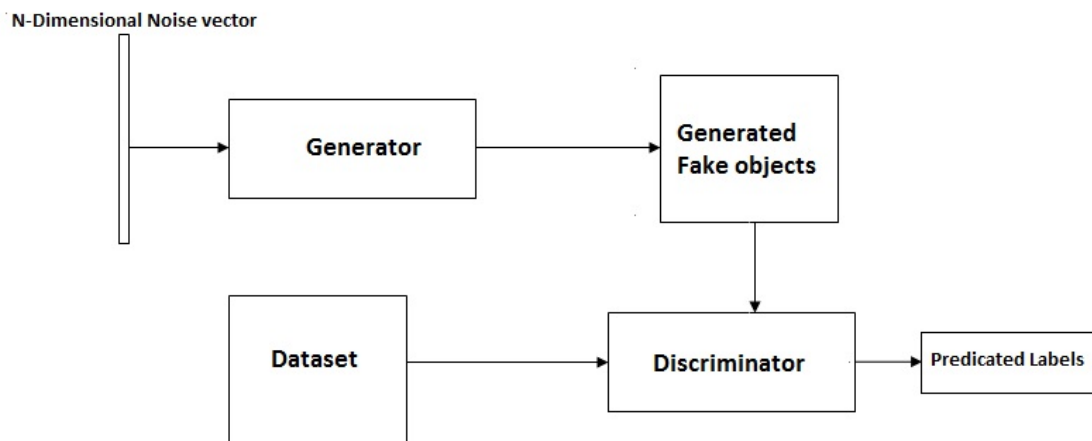 N-Dimensional Noise vector
Generator
Generated
Fake objects
Dataset
Discriminator
Predicated Labels